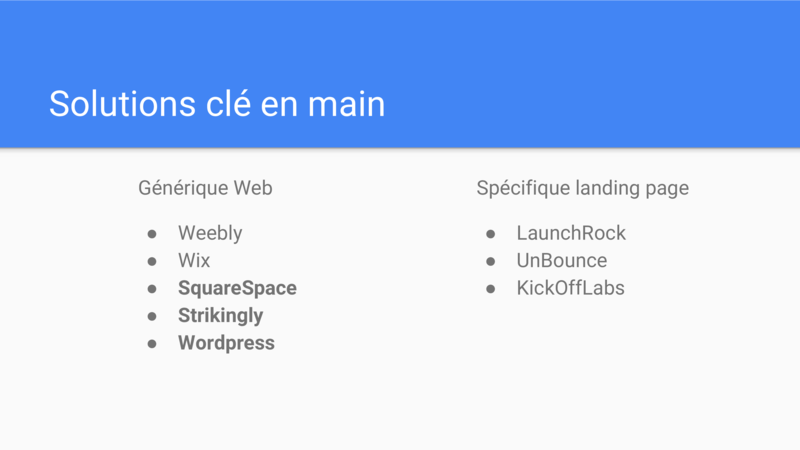 Solutions clé en main
Générique Web
● Weebly
● Wix
● SquareSpace
● Strikingly
● Wordpress
Spécifique landing page
● LaunchRock
● UnBounce
● KickOffLabs